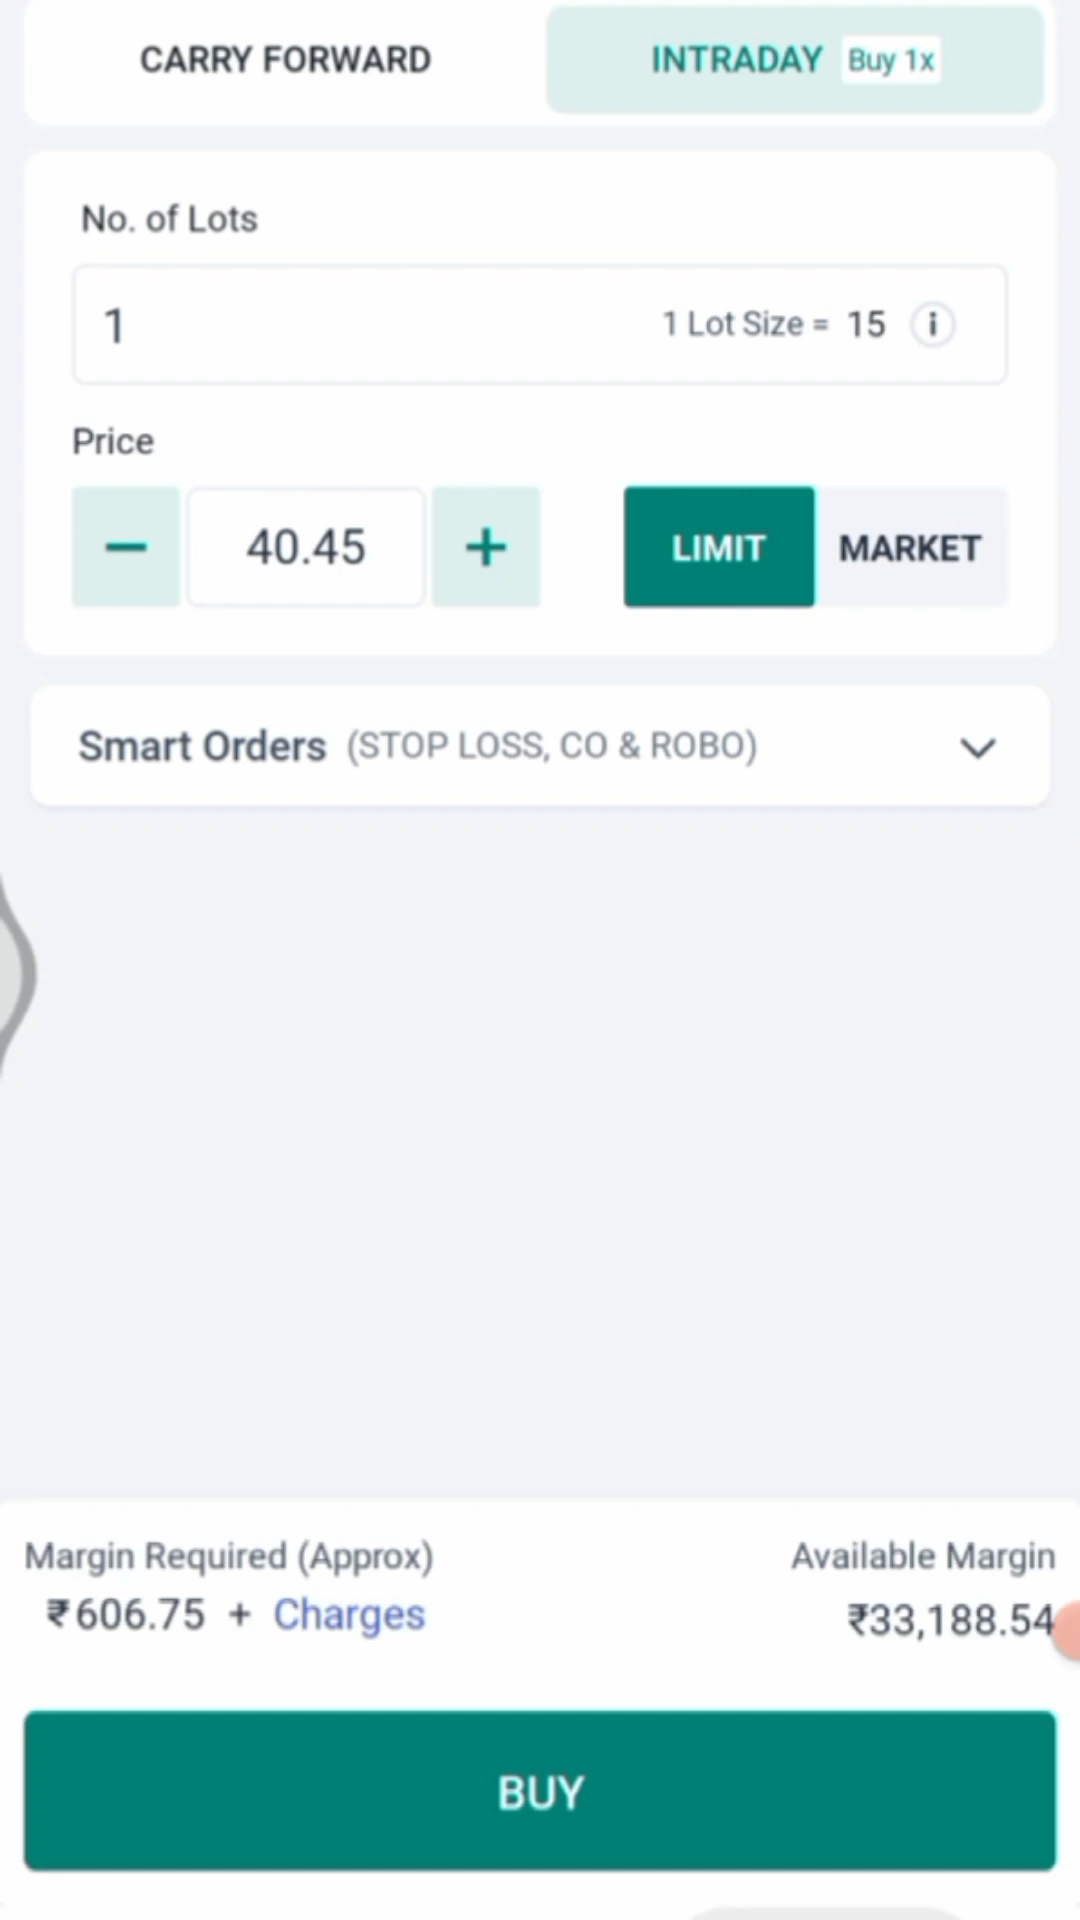 CARRY FORWARD INTRADAY Buy 1x
No. of Lots
1 1 Lot Size = 15 i
Price
− 40.45 + LIMIT MARKET
Smart Orders (STOP LOSS, CO & ROBO)
Margin Required (Approx) Available Margin
₹606.75 + Charges ₹33,188.54
BUY